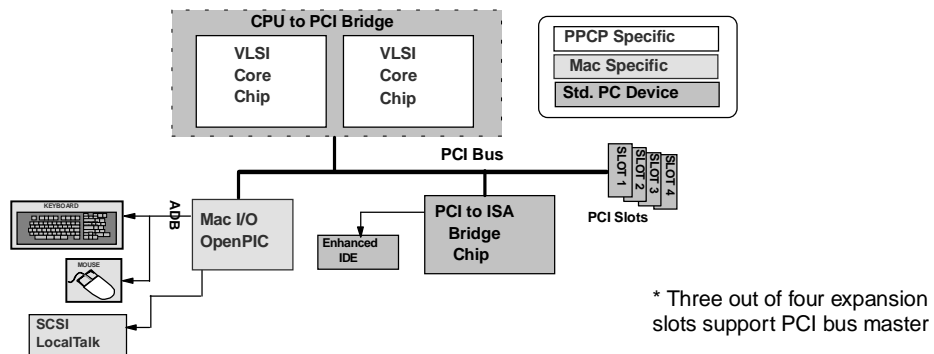 CPU to PCI Bridge
VLSI
Core
Chip
VLSI
Core
Chip
PPCP Specific
Mac Specific
Std. PC Device
PCI Bus
SLOT 1
SLOT 2
SLOT 3
SLOT 4
PCI Slots
KEYBOARD
ADB
Mac I/O
OpenPIC
PCI to ISA
Bridge
Chip
Enhanced
IDE
MOUSE
SCSI
LocalTalk
* Three out of four expansion
slots support PCI bus master